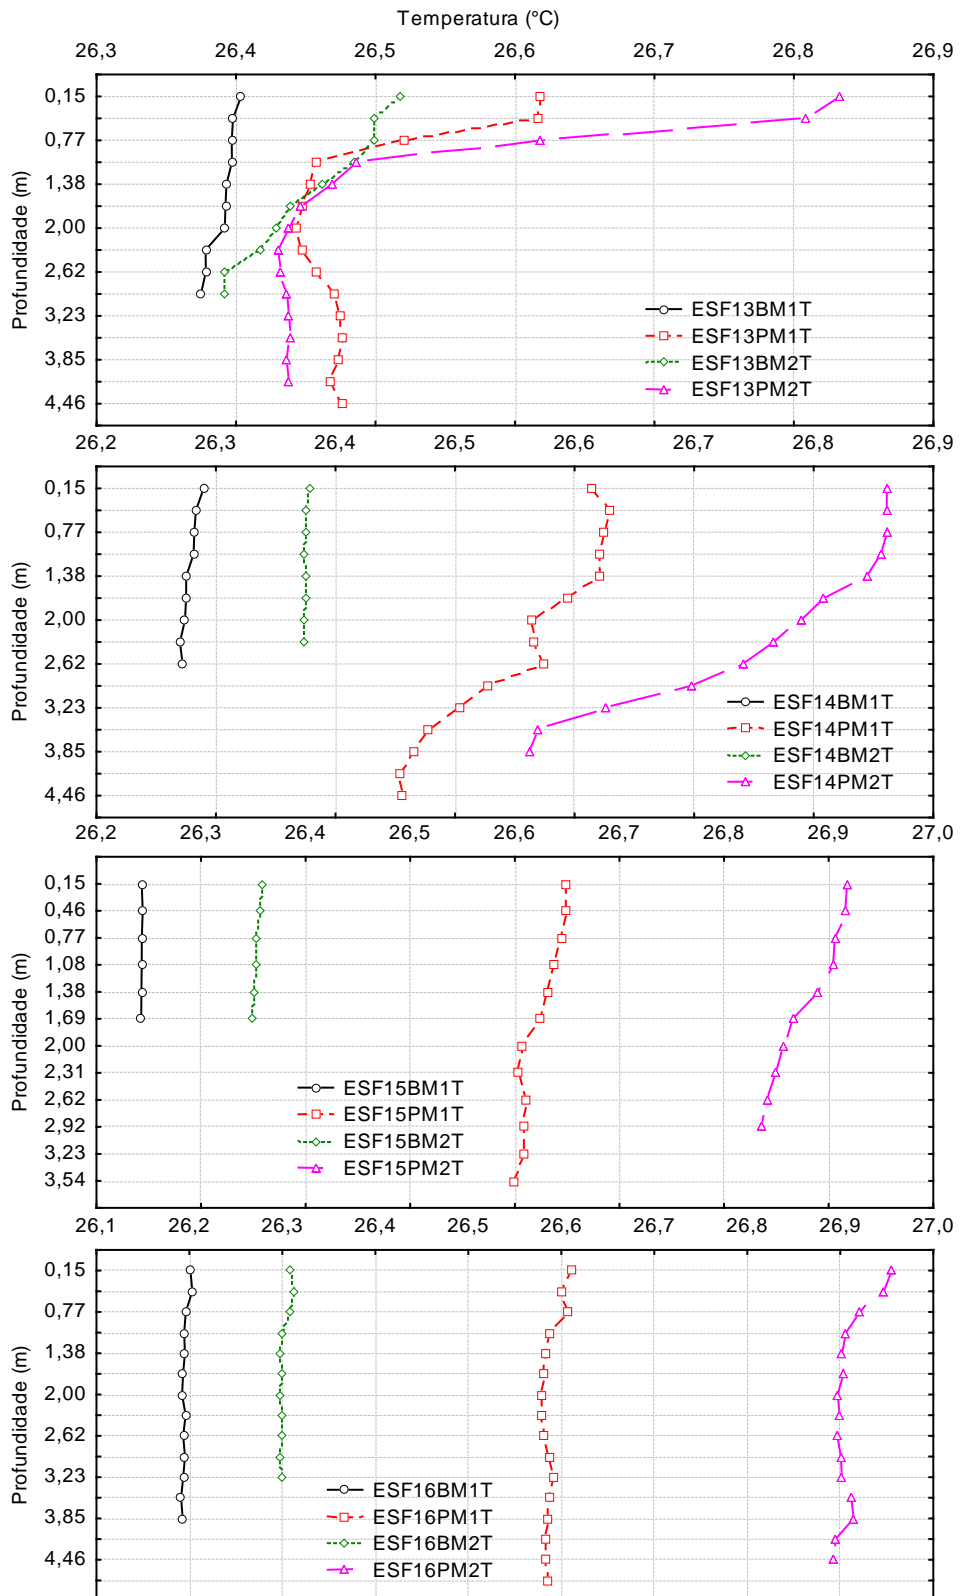 Temperatura (°C)
26,3 26,4 26,5 26,6 26,7 26,8 26,9
0,15
0,77
1,38
2,00
2,62
3,23
3,85
4,46
Profundidade (m)
ESF13BM1T
ESF13PM1T
ESF13BM2T
ESF13PM2T
26,2 26,3 26,4 26,5 26,6 26,7 26,8 26,9
0,15
0,77
1,38
2,00
2,62
3,23
3,85
4,46
Profundidade (m)
ESF14BM1T
ESF14PM1T
ESF14BM2T
ESF14PM2T
26,2 26,3 26,4 26,5 26,6 26,7 26,8 26,9 27,0
0,15
0,46
0,77
1,08
1,38
1,69
2,00
2,31
2,62
2,92
3,23
3,54
Profundidade (m)
ESF15BM1T
ESF15PM1T
ESF15BM2T
ESF15PM2T
26,1 26,2 26,3 26,4 26,5 26,6 26,7 26,8 26,9 27,0
0,15
0,77
1,38
2,00
2,62
3,23
3,85
4,46
Profundidade (m)
ESF16BM1T
ESF16PM1T
ESF16BM2T
ESF16PM2T